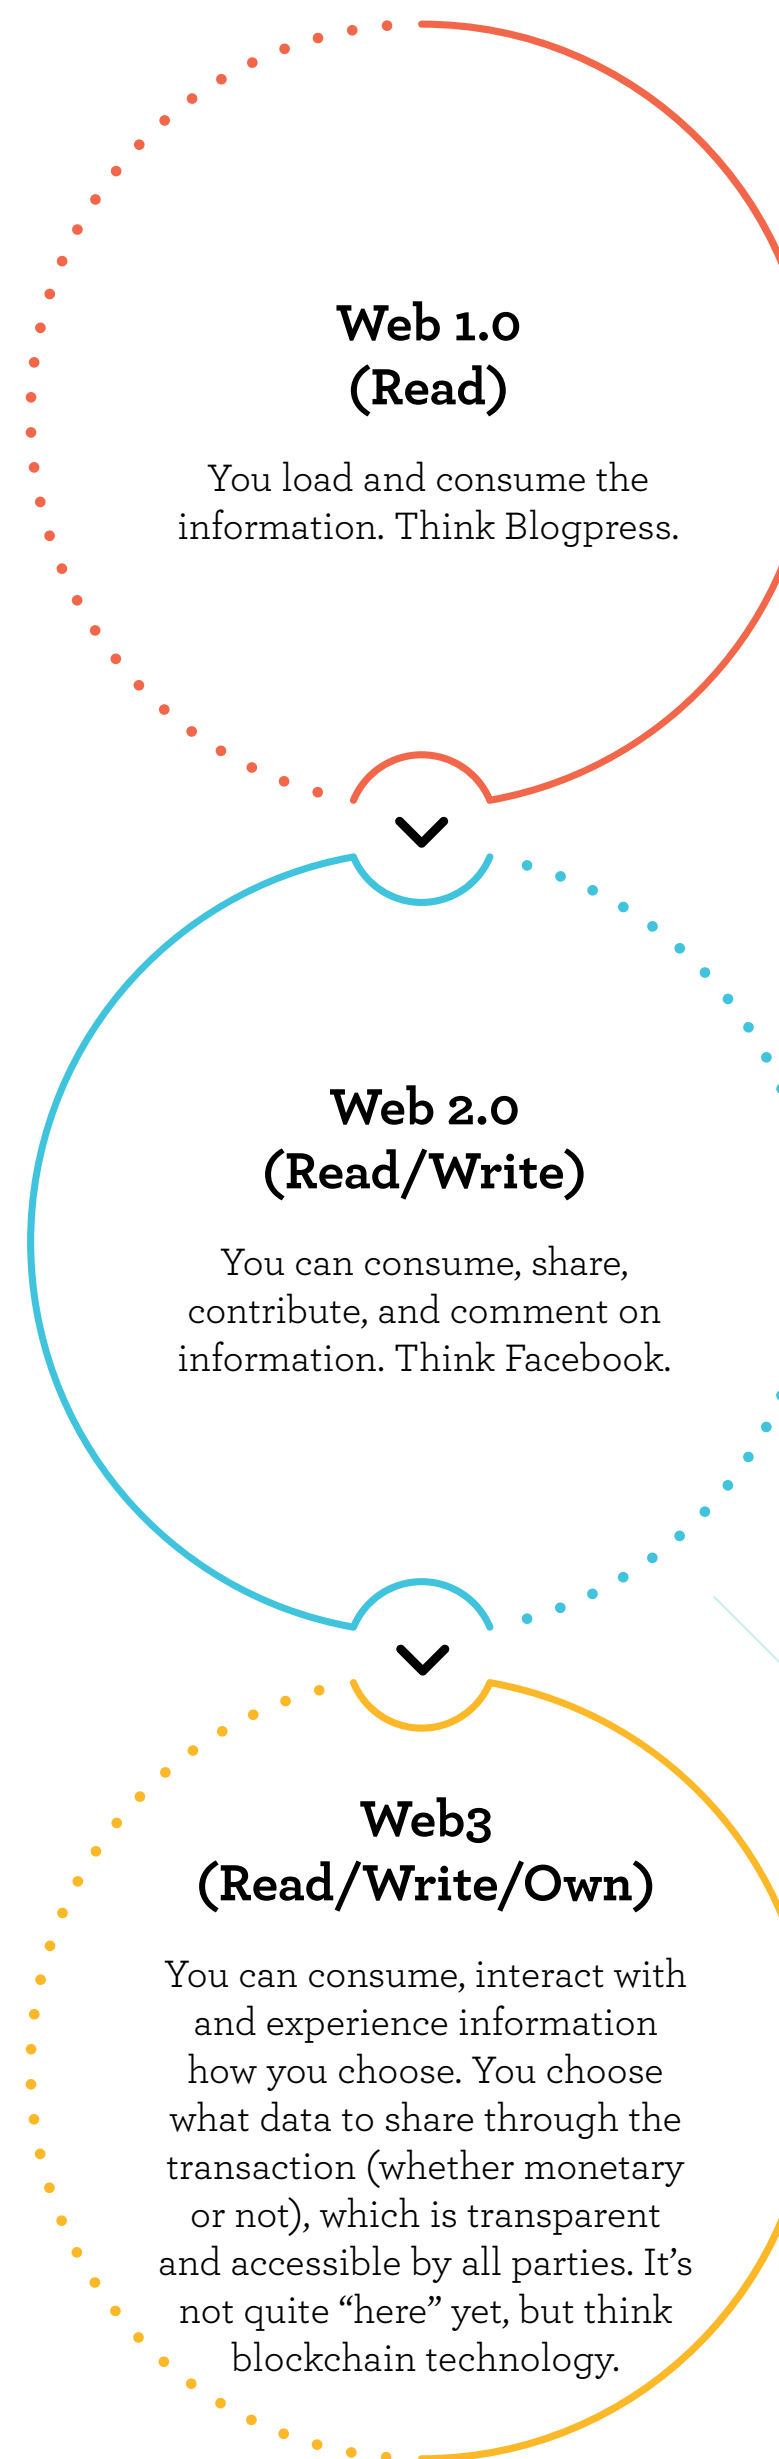 Web 1.0
(Read)
You load and consume the
information. Think Blogpress.
Web 2.0
(Read/Write)
You can consume, share,
contribute, and comment on
information. Think Facebook.
Web3
(Read/Write/Own)
You can consume, interact with
and experience information
how you choose. You choose
what data to share through the
transaction (whether monetary
or not), which is transparent
and accessible by all parties. It’s
not quite “here” yet, but think
blockchain technology.